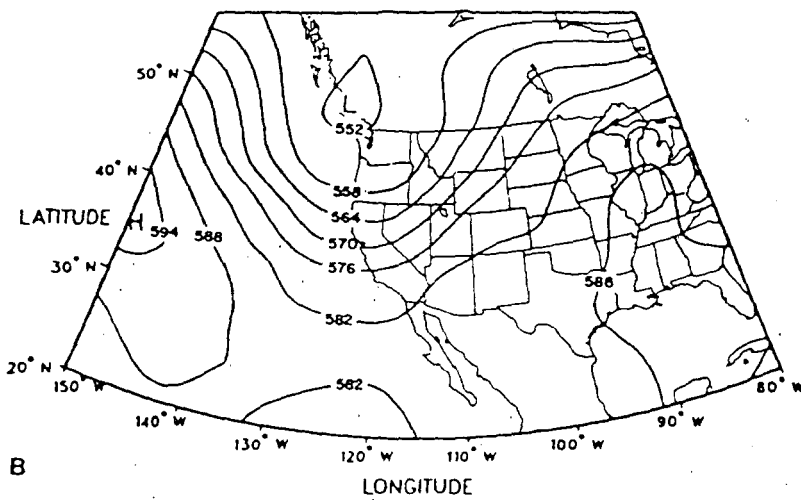 50° N
L
552
40° N
558
LATITUDE H
594
588
564
570
30° N
576
586
582
20° N
150° W
582
80° W
140° W
90° W
130° W
100° W
120° W
110° W
B
LONGITUDE